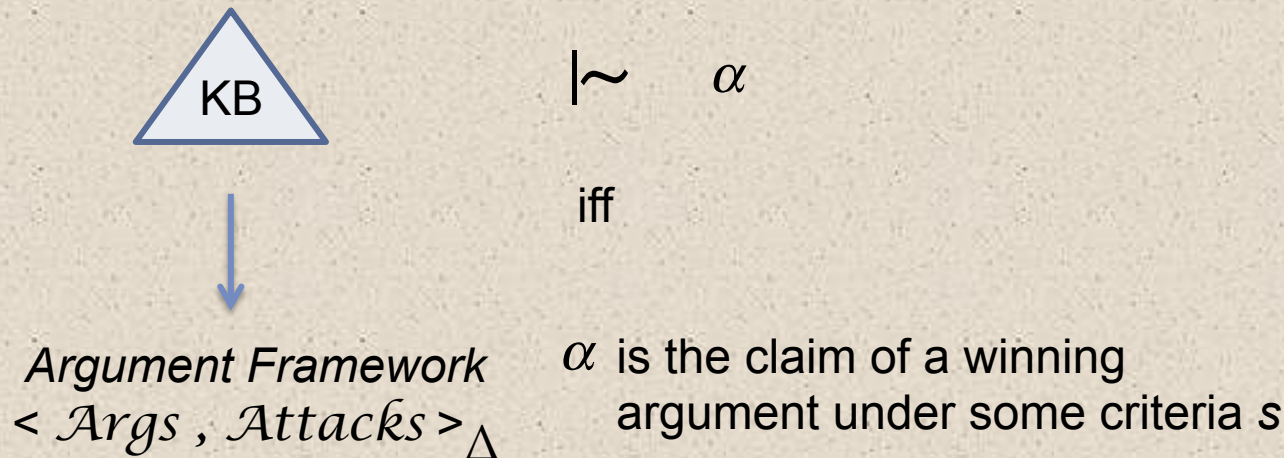 KB
|~ α
iff
Argument Framework
< Args , Attacks >Δ
α is the claim of a winning
argument under some criteria s